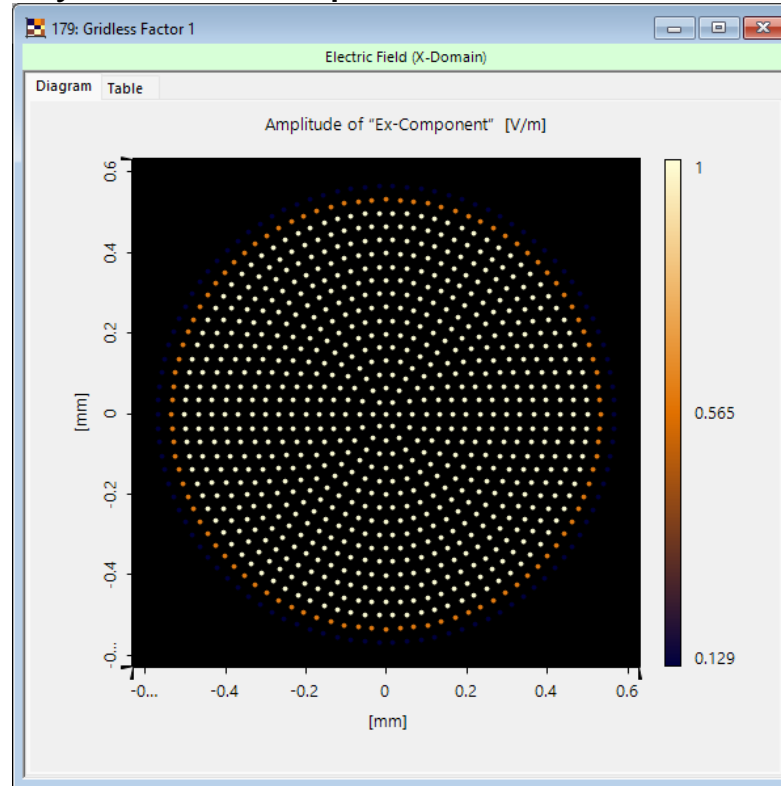 179: Gridless Factor 1
Electric Field (X-Domain)
Diagram Table
Amplitude of "Ex-Component" [V/m]
0.6
0.4
0.2
0
-0.2
-0.4
-0...
[mm]
-0... -0.4 -0.2 0 0.2 0.4 0.6
[mm]
1
0.565
0.129